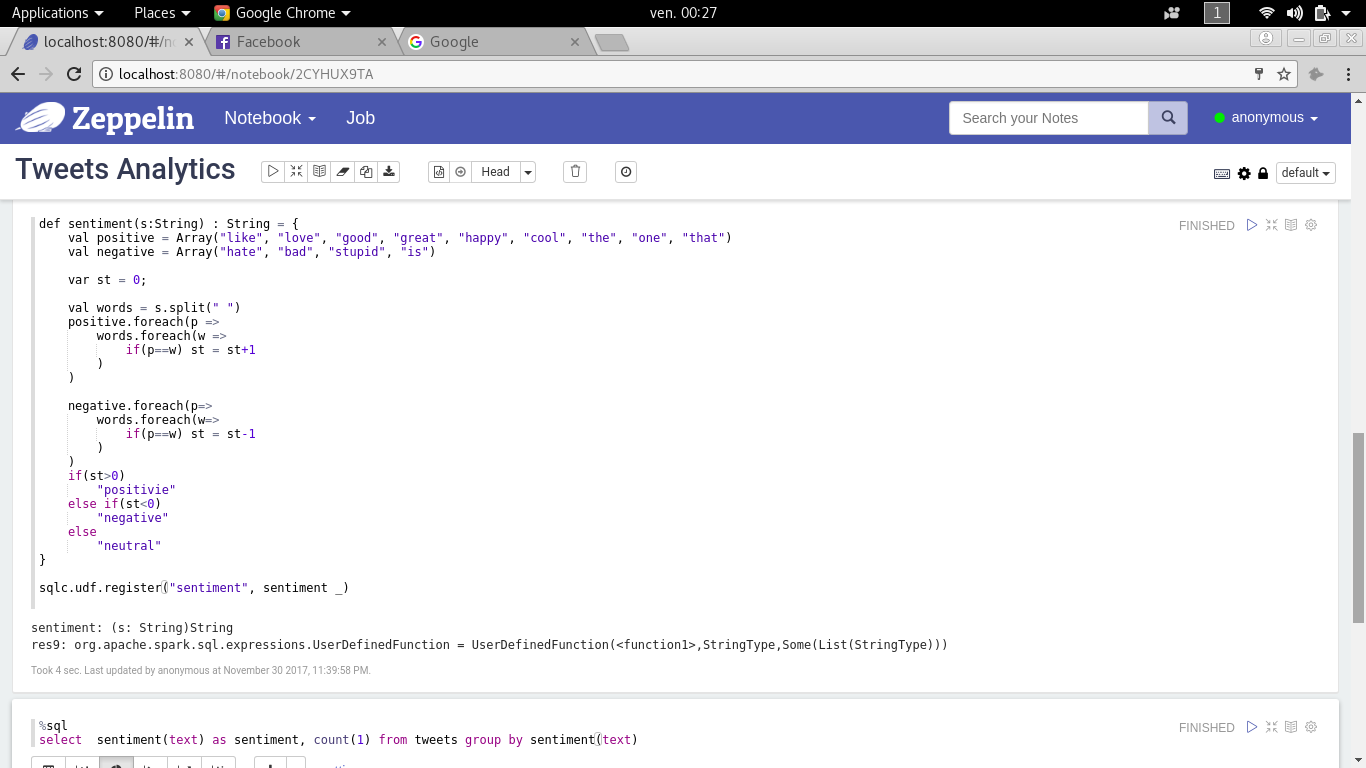 Applications Places Google Chrome ven. 00:27 1
localhost:8080/#/no Facebook Google
localhost:8080/#/notebook/2CYHUX9TA
Zeppelin Notebook Job Search your Notes anonymous
Tweets Analytics Head default
def sentiment(s:String) : String = { FINISHED
    val positive = Array("like", "love", "good", "great", "happy", "cool", "the", "one", "that")
    val negative = Array("hate", "bad", "stupid", "is")
    var st = 0;
    val words = s.split(" ")
    positive.foreach(p =>
        words.foreach(w =>
            if(p==w) st = st+1
        )
    )
    negative.foreach(p=>
        words.foreach(w=>
            if(p==w) st = st-1
        )
    )
    if(st>0)
        "positivie"
    else if(st<0)
        "negative"
    else
        "neutral"
}
sqlc.udf.register("sentiment", sentiment _)
sentiment: (s: String)String
res9: org.apache.spark.sql.expressions.UserDefinedFunction = UserDefinedFunction(<function1>,StringType,Some(List(StringType)))
Took 4 sec. Last updated by anonymous at November 30 2017, 11:39:58 PM.
%sql FINISHED
select  sentiment(text) as sentiment, count(1) from tweets group by sentiment(text)